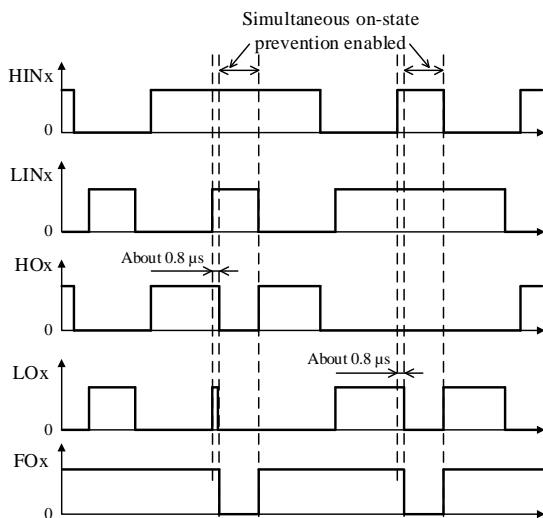 Simultaneous on-state
prevention enabled
HINx
0
LINx
0
HOx
About 0.8 µs
0
LOx
About 0.8 µs
0
FOx
0